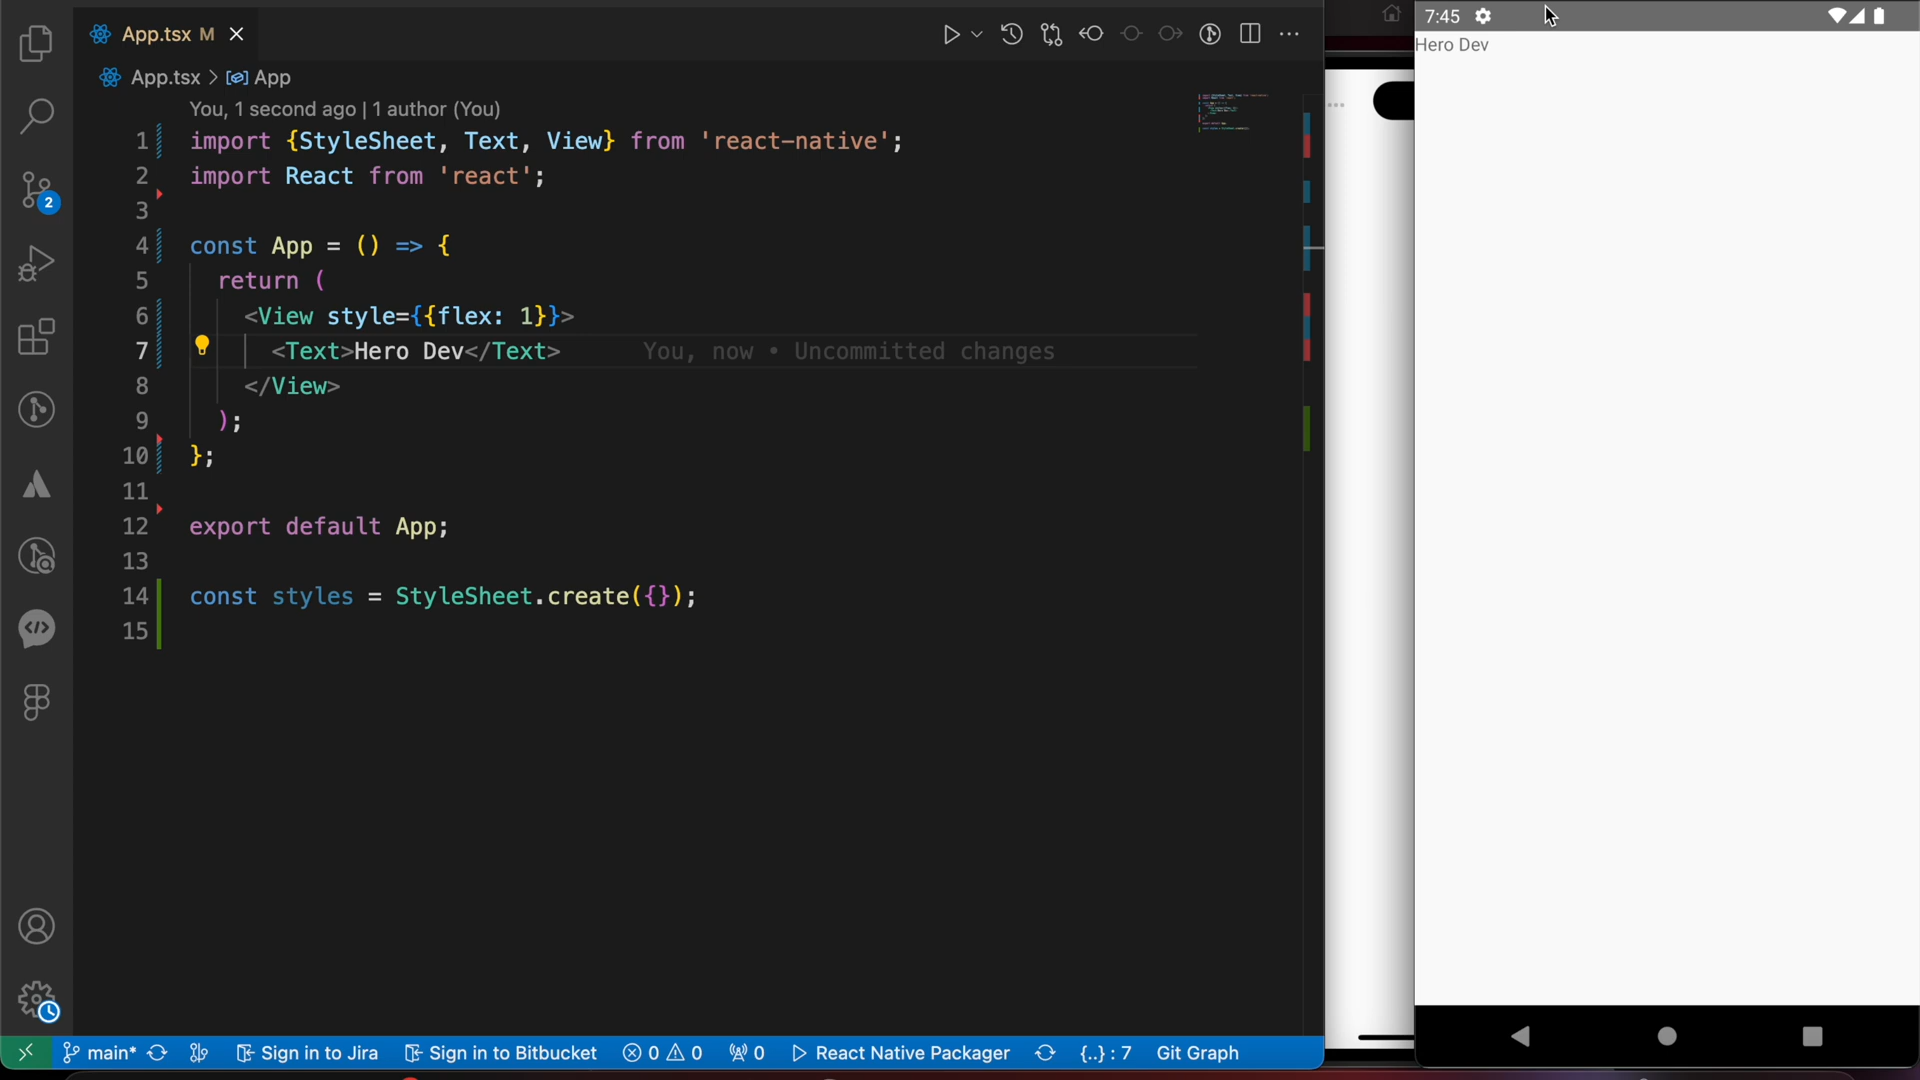 App.tsx M
App.tsx > App
You, 1 second ago | 1 author (You)
1 import {StyleSheet, Text, View} from 'react-native';
2 import React from 'react';
3
4 const App = () => {
5 return (
6 <View style={{flex: 1}}>
7 <Text>Hero Dev</Text> You, now • Uncommitted changes
8 </View>
9 );
10 };
11
12 export default App;
13
14 const styles = StyleSheet.create({});
15
2
main*
Sign in to Jira
Sign in to Bitbucket
0 0
0
React Native Packager
{..} : 7
Git Graph
7:45
Hero Dev